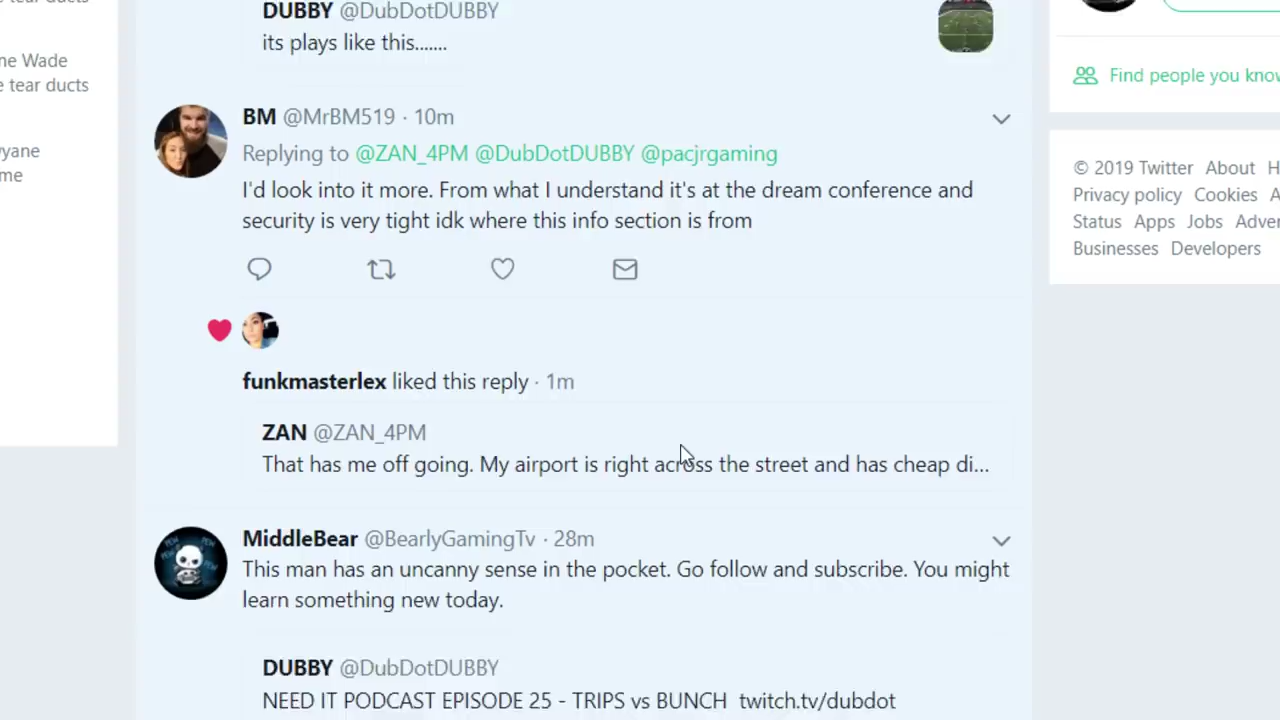 e tear ducts
DUBBY @DubDotDUBBY
its plays like this.......
ne Wade
e tear ducts
Find people you know
BM @MrBM519 · 10m
Replying to @ZAN_4PM @DubDotDUBBY @pacjrgaming
yane
me
I'd look into it more. From what I understand it's at the dream conference and
security is very tight idk where this info section is from
© 2019 Twitter About H
Privacy policy Cookies A
Status Apps Jobs Adver
Businesses Developers
funkmasterlex liked this reply · 1m
ZAN @ZAN_4PM
That has me off going. My airport is right across the street and has cheap di...
MiddleBear @BearlyGamingTv · 28m
This man has an uncanny sense in the pocket. Go follow and subscribe. You might
learn something new today.
DUBBY @DubDotDUBBY
NEED IT PODCAST EPISODE 25 - TRIPS vs BUNCH twitch.tv/dubdot